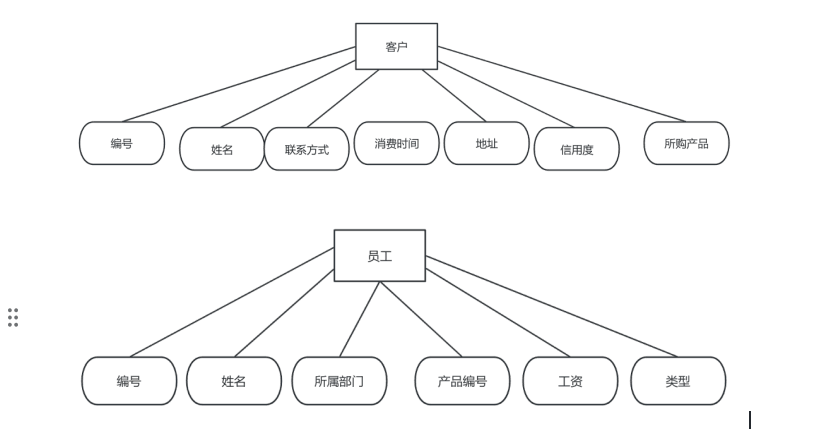 客户
编号
姓名
联系方式
消费时间
地址
信用度
所购产品
员工
编号
姓名
所属部门
产品编号
工资
类型